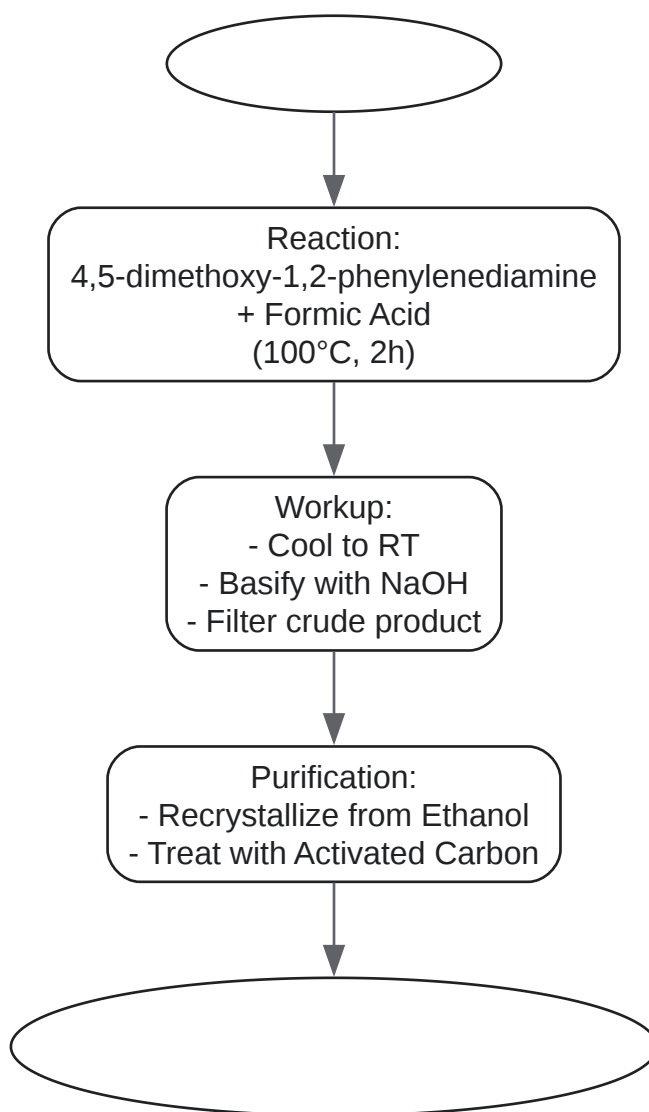 Reaction:
4,5-dimethoxy-1,2-phenylenediamine
+ Formic Acid
(100°C, 2h)
Workup:
- Cool to RT
- Basify with NaOH
- Filter crude product
Purification:
- Recrystallize from Ethanol
- Treat with Activated Carbon